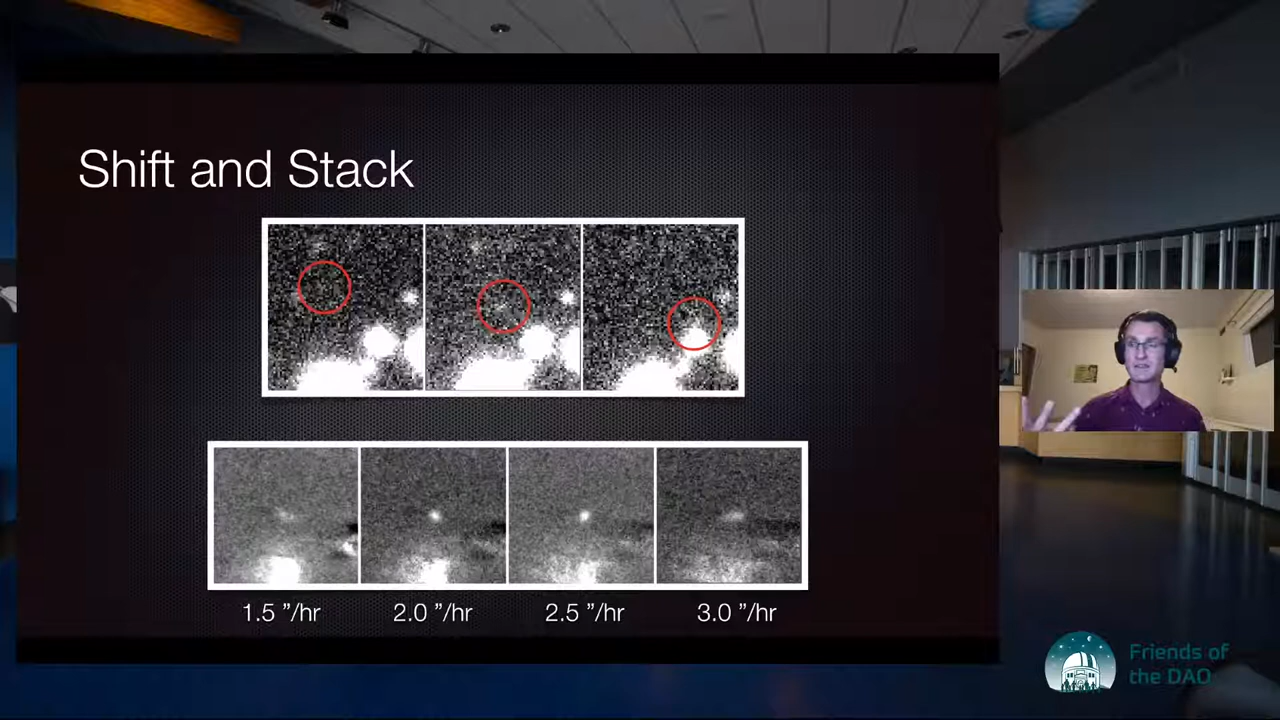 Shift and Stack
1.5 ”/hr
2.0 ”/hr
2.5 ”/hr
3.0 ”/hr
Friends of
the DAO